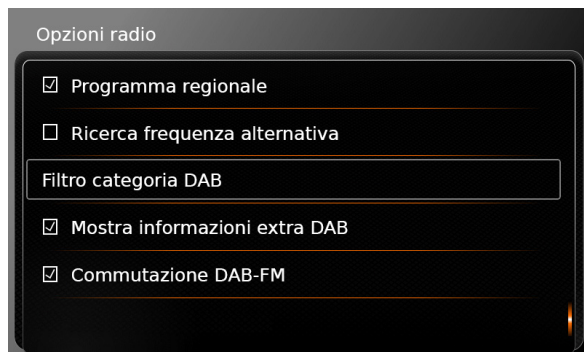 Opzioni radio
Programma regionale
Ricerca frequenza alternativa
Filtro categoria DAB
Mostra informazioni extra DAB
Commutazione DAB-FM